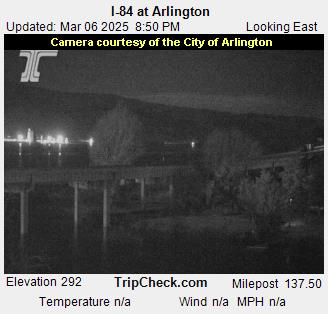 I-84 at Arlington
Updated: Mar 06 2025 8:50 PM Looking East
Camera courtesy of the City of Arlington
Elevation 292 TripCheck.com Milepost 137.50
Temperature n/a Wind n/a MPH n/a